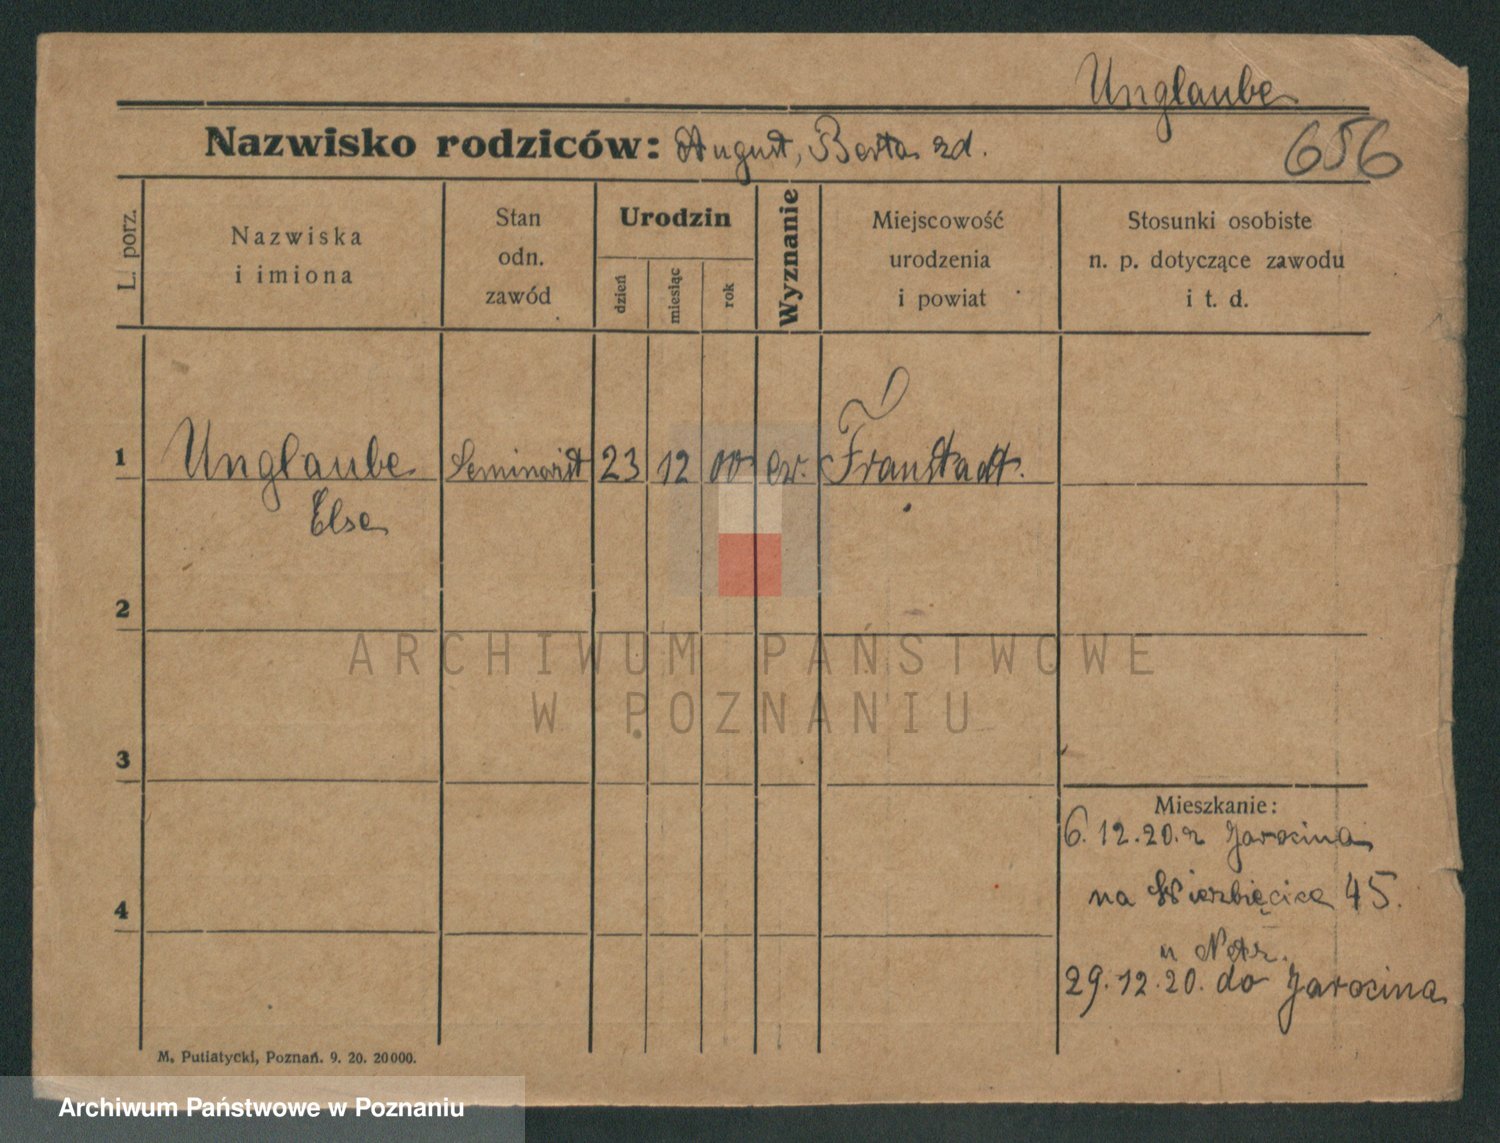 Unglaube
Nazwisko rodziców: August, Berta zd.
656
L. porz.
Nazwiska
i imiona
Stan
odn.
zawód
Urodzin
dzień
miesiąc
rok
Wyznanie
Miejscowość
urodzenia
i powiat
Stosunki osobiste
n. p. dotyczące zawodu
i t. d.
1 Unglaube Seminarist 23 12 00 ew. Fraustadt.
Else
2
ARCHIWUM PAŃSTWOWE
W POZNANIU
3
Mieszkanie:
6.12.20. z Jarocina
4
na Wierzbięcice 45.
u
29.12.20. do Jarocina
M. Putiatycki, Poznań. 9. 20. 20000.
Archiwum Państwowe w Poznaniu